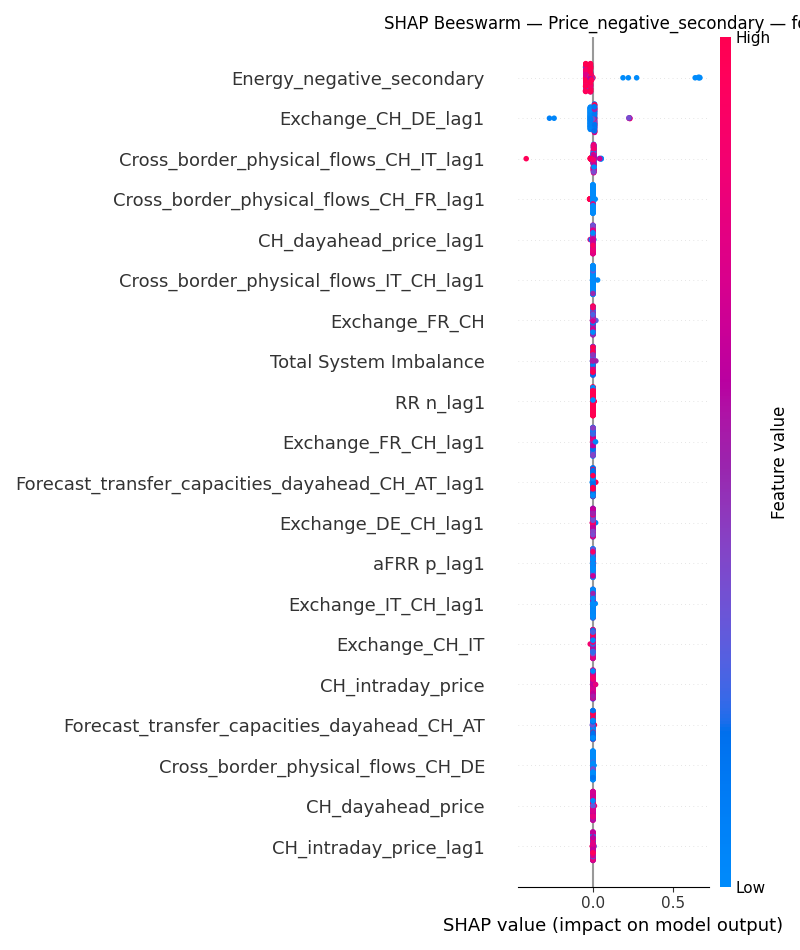 SHAP Beeswarm — Price_negative_secondary — fo
High
Energy_negative_secondary
Exchange_CH_DE_lag1
Cross_border_physical_flows_CH_IT_lag1
Cross_border_physical_flows_CH_FR_lag1
CH_dayahead_price_lag1
Cross_border_physical_flows_IT_CH_lag1
Exchange_FR_CH
Total System Imbalance
RR n_lag1
Exchange_FR_CH_lag1
Forecast_transfer_capacities_dayahead_CH_AT_lag1
Exchange_DE_CH_lag1
aFRR p_lag1
Exchange_IT_CH_lag1
Exchange_CH_IT
CH_intraday_price
Forecast_transfer_capacities_dayahead_CH_AT
Cross_border_physical_flows_CH_DE
CH_dayahead_price
CH_intraday_price_lag1
Feature value
Low
0.0 0.5
SHAP value (impact on model output)